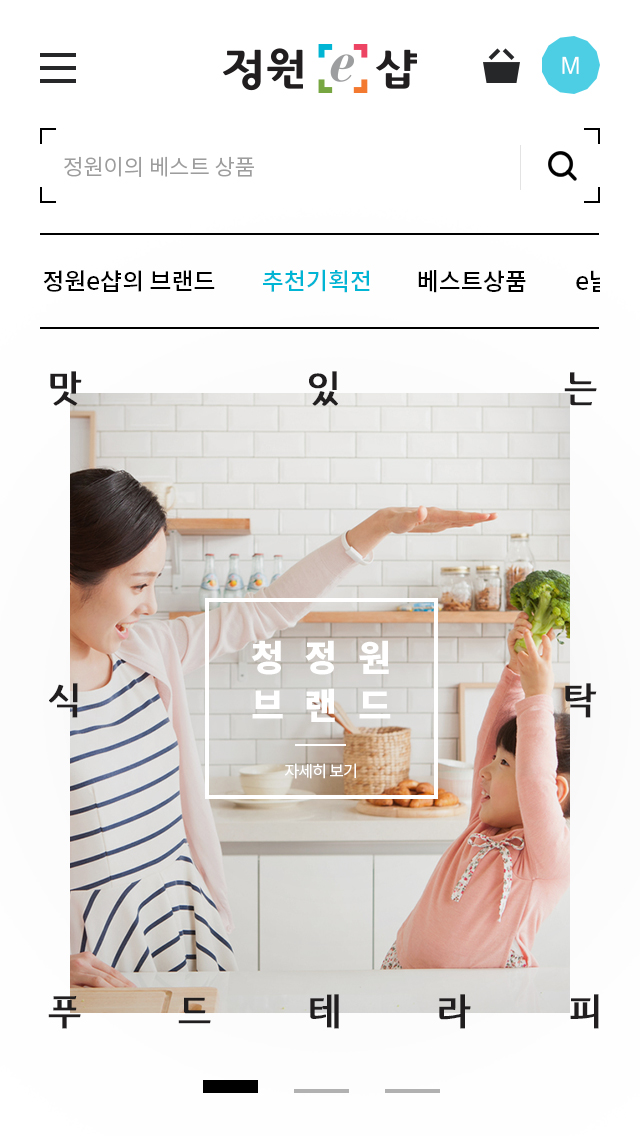 정원 e 샵
M
정원이의 베스트 상품
정원e샵의 브랜드 추천기획전 베스트상품 e날
맛 있 는
청 정 원
브 랜 드
자세히 보기
식 탁
푸 드 테 라 피